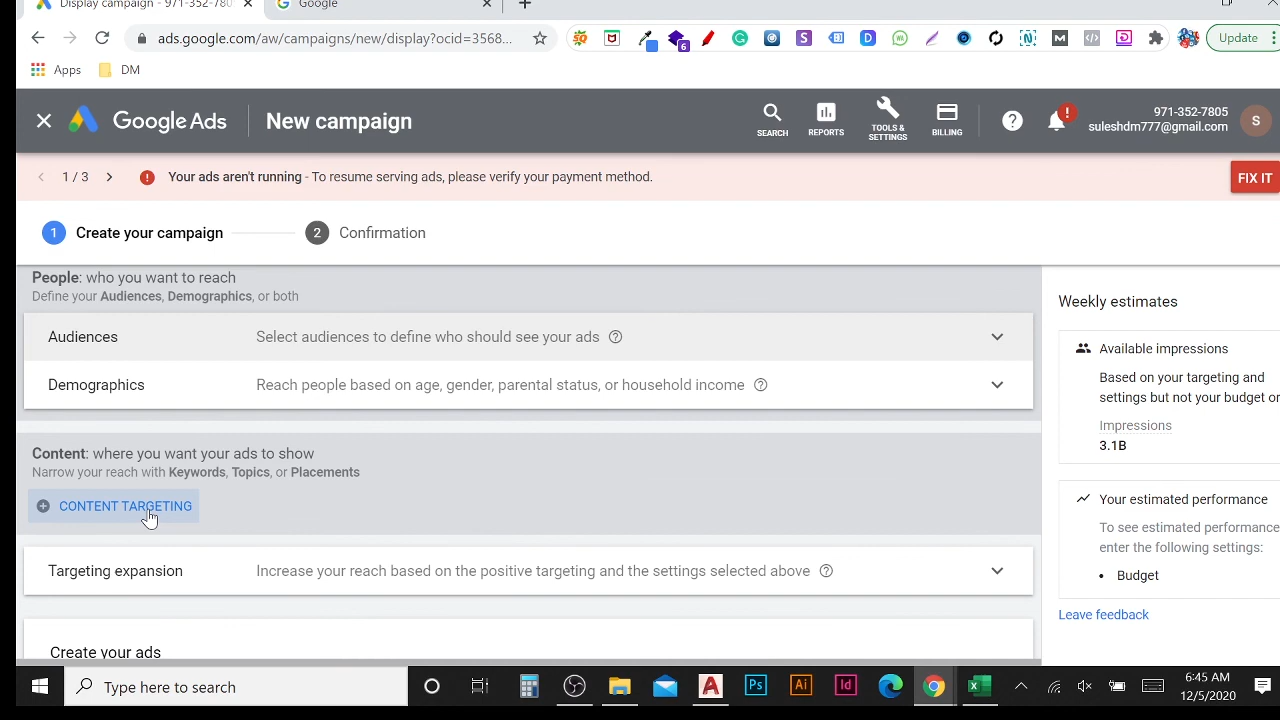 Display campaign - 971-352-780
Google
ads.google.com/aw/campaigns/new/display?ocid=3568...
6
Update
Apps
DM
Google Ads
New campaign
SEARCH
REPORTS
TOOLS & SETTINGS
BILLING
971-352-7805
suleshdm777@gmail.com
S
1 / 3
Your ads aren't running - To resume serving ads, please verify your payment method.
FIX IT
1
Create your campaign
2
Confirmation
People: who you want to reach
Define your Audiences, Demographics, or both
Audiences
Select audiences to define who should see your ads
Demographics
Reach people based on age, gender, parental status, or household income
Content: where you want your ads to show
Narrow your reach with Keywords, Topics, or Placements
CONTENT TARGETING
Targeting expansion
Increase your reach based on the positive targeting and the settings selected above
Create your ads
Weekly estimates
Available impressions
Based on your targeting and
settings but not your budget or
Impressions
3.1B
Your estimated performance
To see estimated performance
enter the following settings:
• Budget
Leave feedback
Type here to search
Ps
Ai
Id
6:45 AM
12/5/2020